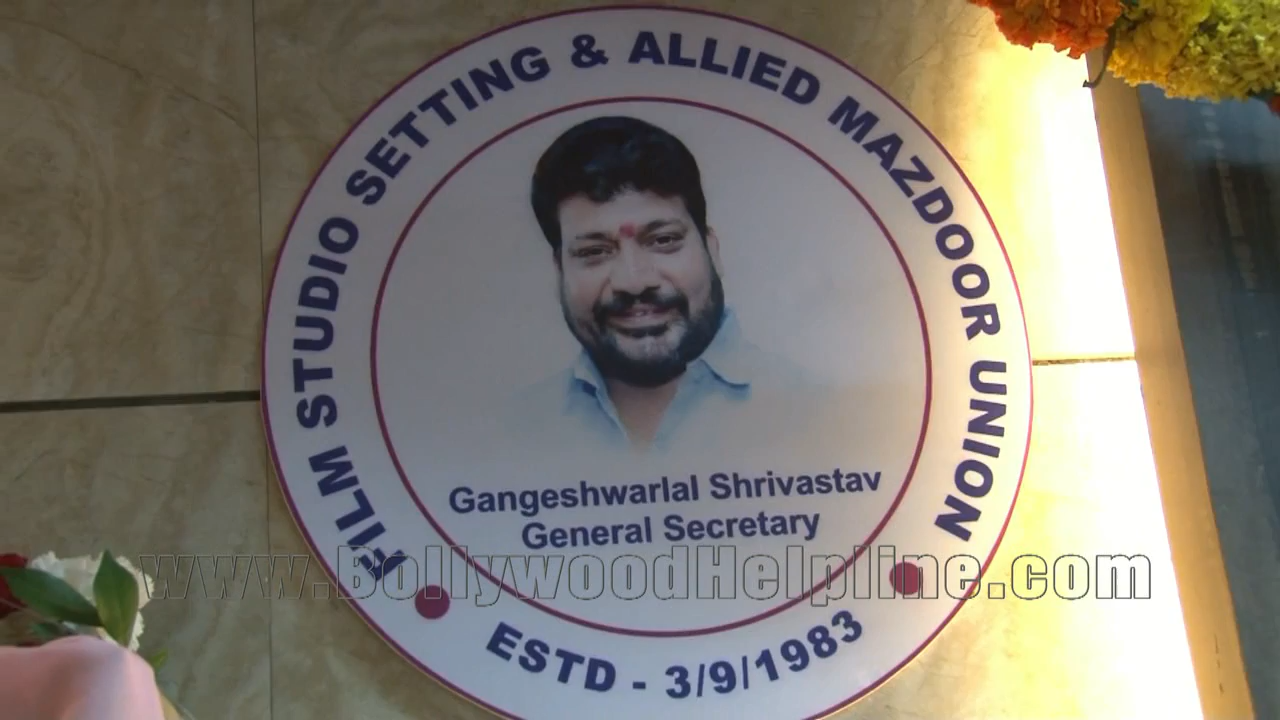 FILM STUDIO SETTING & ALLIED MAZDOOR UNION
Gangeshwarlal Shrivastav
General Secretary
www.BollywoodHelpline.com
ESTD - 3/9/1983